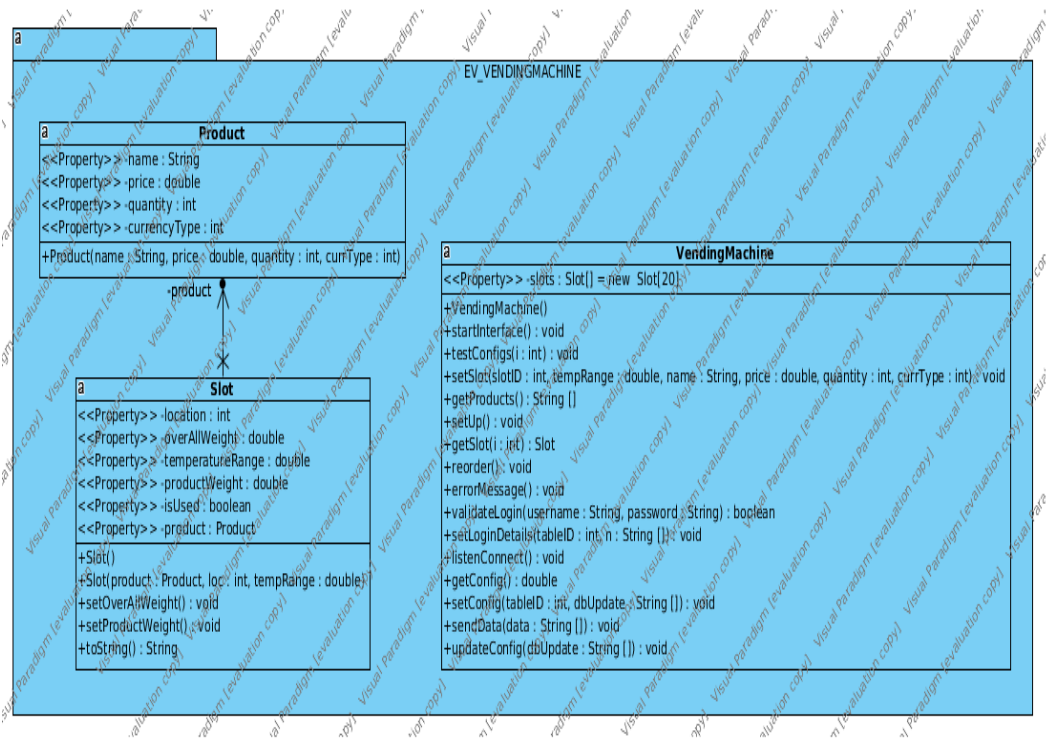 a
EV_VENDINGMACHINE
a
Product
<<Property>> -name : String
<<Property>> -price : double
<<Property>> -quantity : int
<<Property>> -currencyType : int
+Product(name : String, price : double, quantity : int, currType : int)
-product
a
Slot
<<Property>> -location : int
<<Property>> -overAllWeight : double
<<Property>> -temperatureRange : double
<<Property>> -productWeight : double
<<Property>> -isUsed : boolean
<<Property>> -product : Product
+Slot()
+Slot(product : Product, loc : int, tempRange : double)
+setOverAllWeight() : void
+setProductWeight() : void
+toString() : String
a
VendingMachine
<<Property>> -slots : Slot[] = new Slot[20]
+VendingMachine()
+startInterface() : void
+testConfigs(i : int) : void
+setSlot(slotID : int, tempRange : double, name : String, price : double, quantity : int, currType : int) : void
+getProducts() : String []
+setUp() : void
+getSlot(i : int) : Slot
+reorder() : void
+errorMessage() : void
+validateLogin(username : String, password : String) : boolean
+setLoginDetails(tableID : int, n : String []) : void
+listenConnect() : void
+getConfig() : double
+setConfig(tableID : int, dbUpdate : String []) : void
+sendData(data : String []) : void
+updateConfig(dbUpdate : String []) : void
Visual Paradigm [evaluation copy]